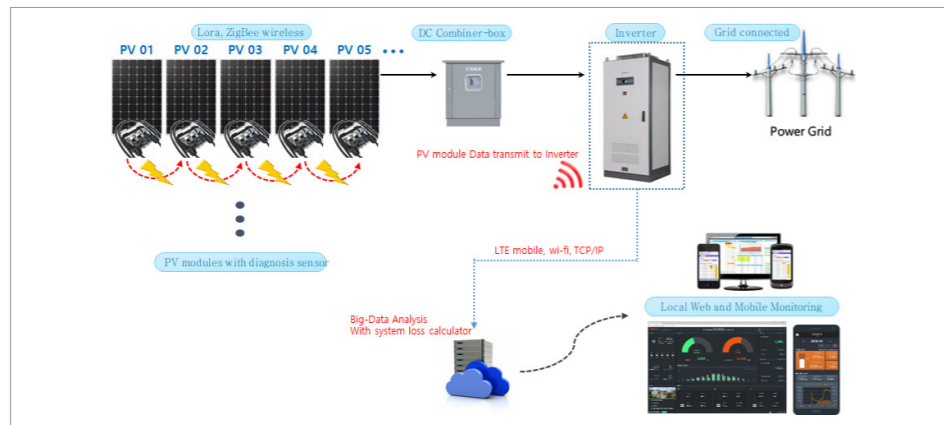 Lora, ZigBee wireless
DC Combiner-box
Inverter
Grid connected
PV 01
PV 02
PV 03
PV 04
PV 05
Power Grid
PV module Data transmit to Inverter
LTE mobile, wi-fi, TCP/IP
PV modules with diagnosis sensor
Local Web and Mobile Monitoring
Big-Data Analysis
With system loss calculator